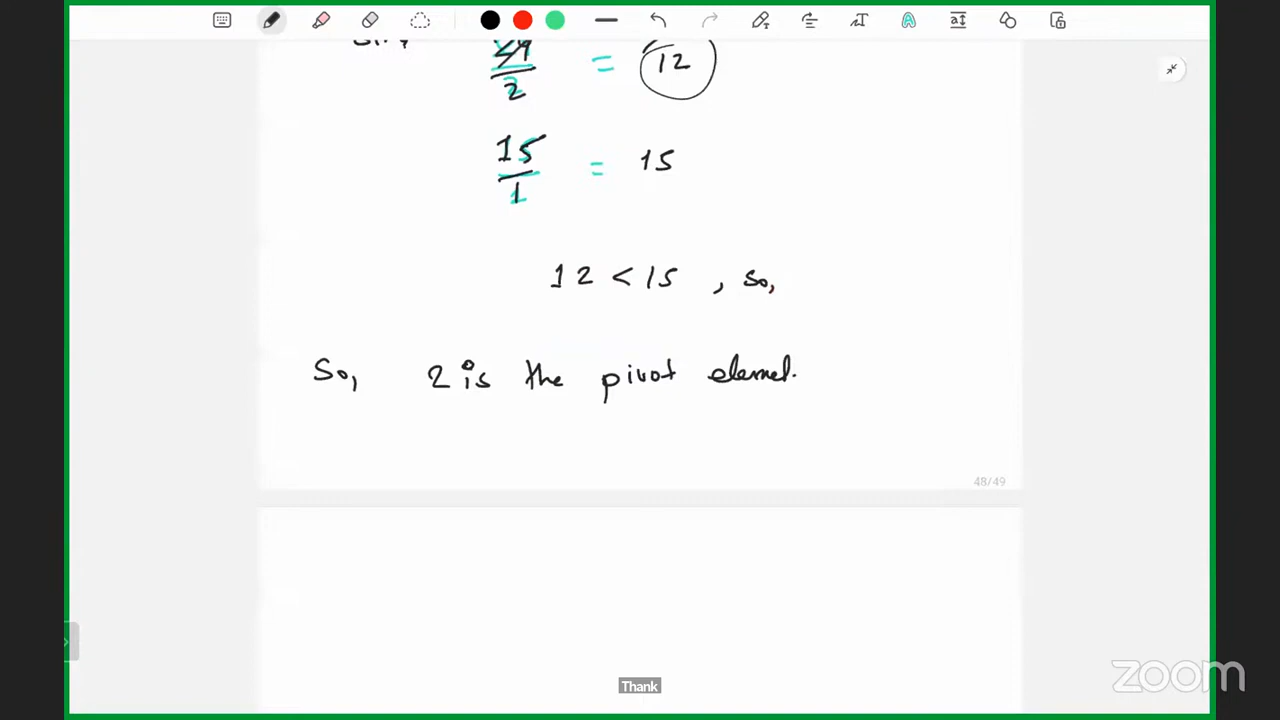 24/2 = 12
15/1 = 15
12 < 15 , so,
So, 2 is the pivot elemet.
48/49
Thank
zoom